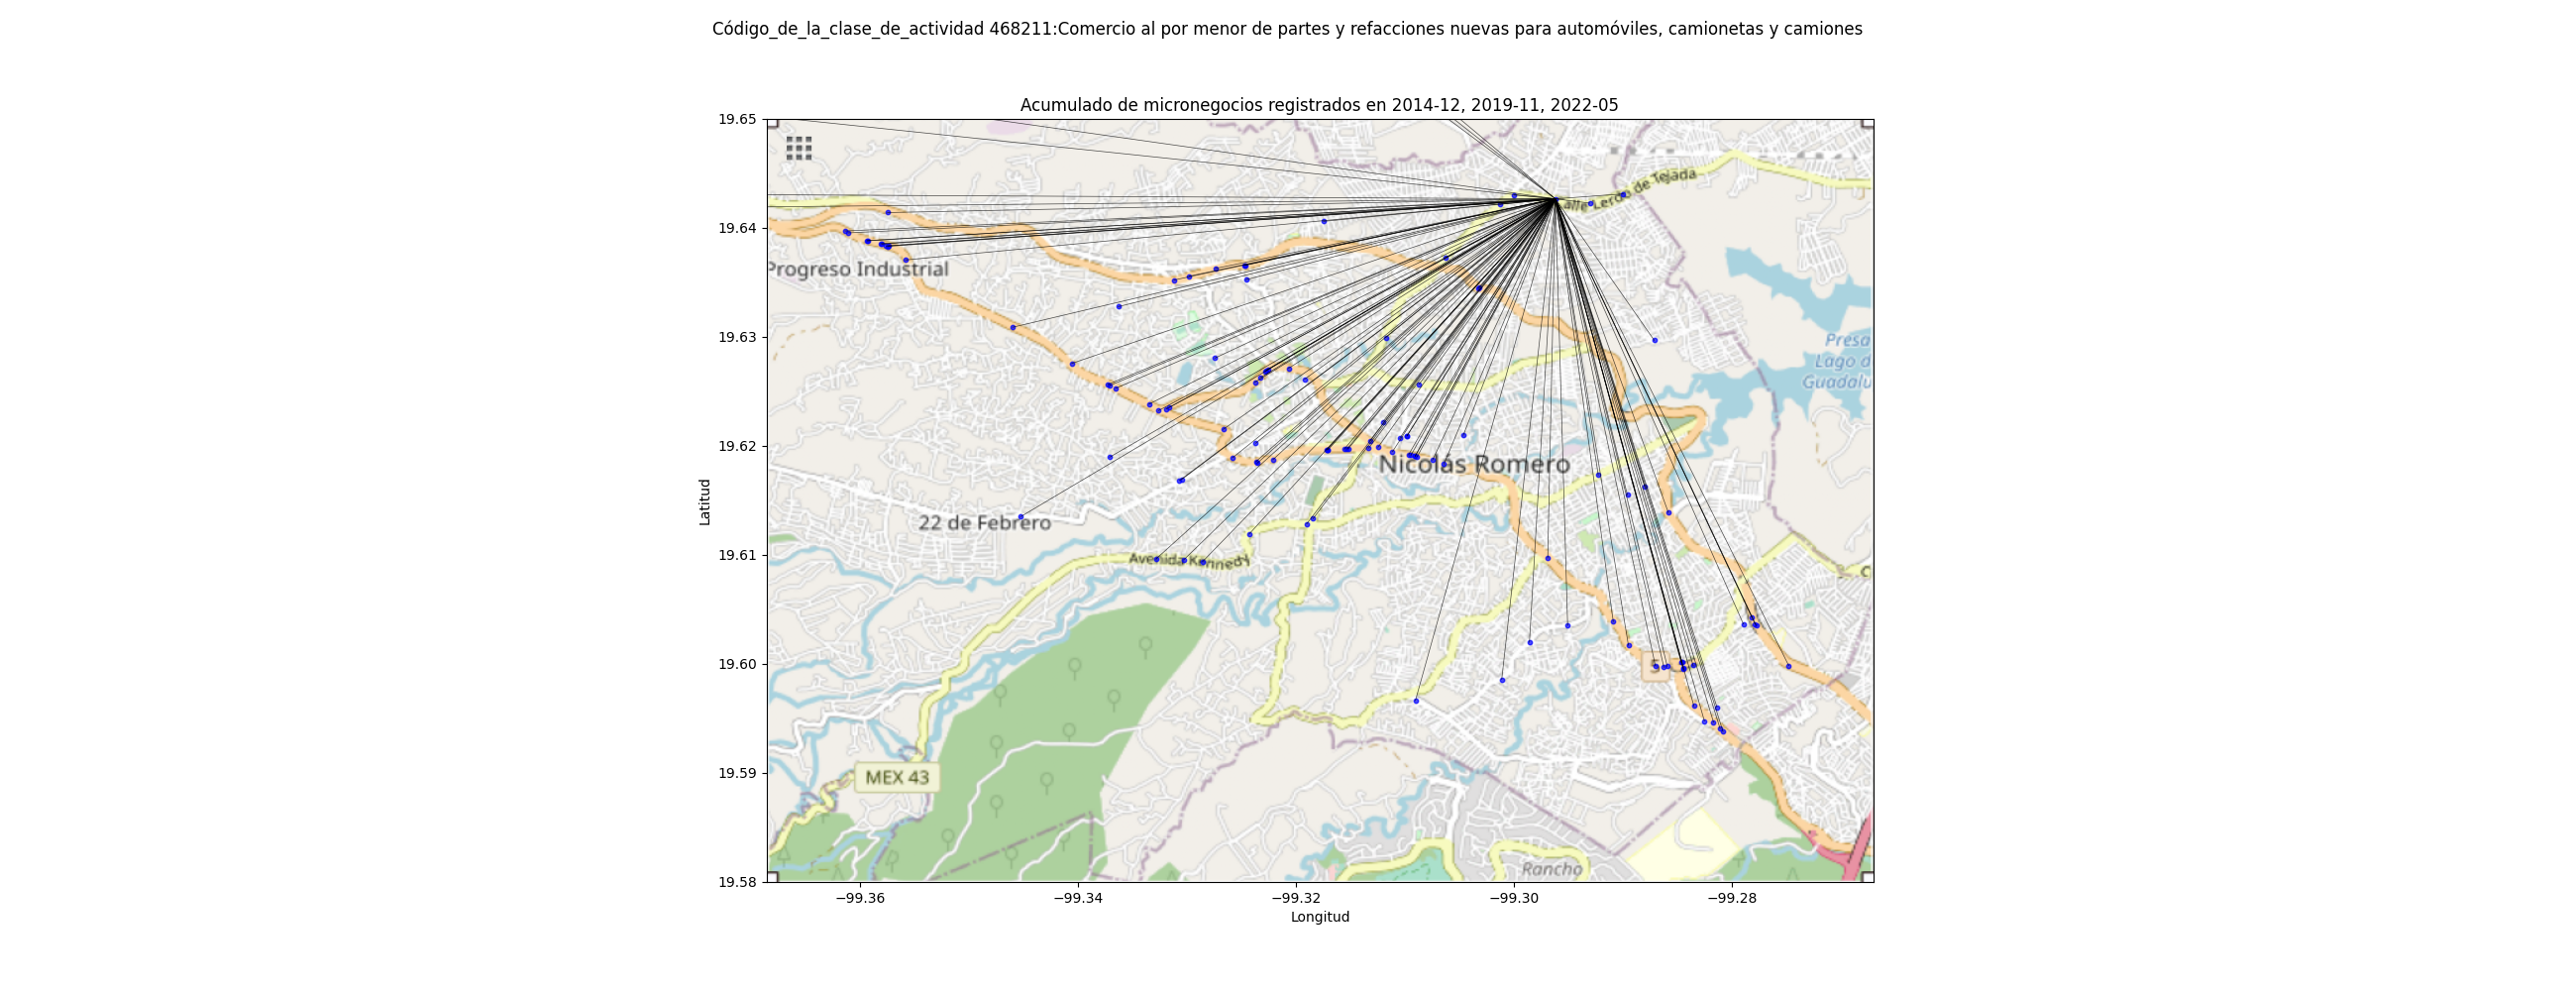 Código_de_la_clase_de_actividad 468211:Comercio al por menor de partes y refacciones nuevas para automóviles, camionetas y camiones
Acumulado de micronegocios registrados en 2014-12, 2019-11, 2022-05
19.65
19.64
19.63
19.62
19.61
19.60
19.59
19.58
Latitud
de Tejada
Progreso Industrial
Presa
Lago d
Guadalu
Nicolás Romero
22 de Febrero
Avenida Kennedy
MEX 43
Rancho
−99.36
−99.34
−99.32
−99.30
−99.28
Longitud